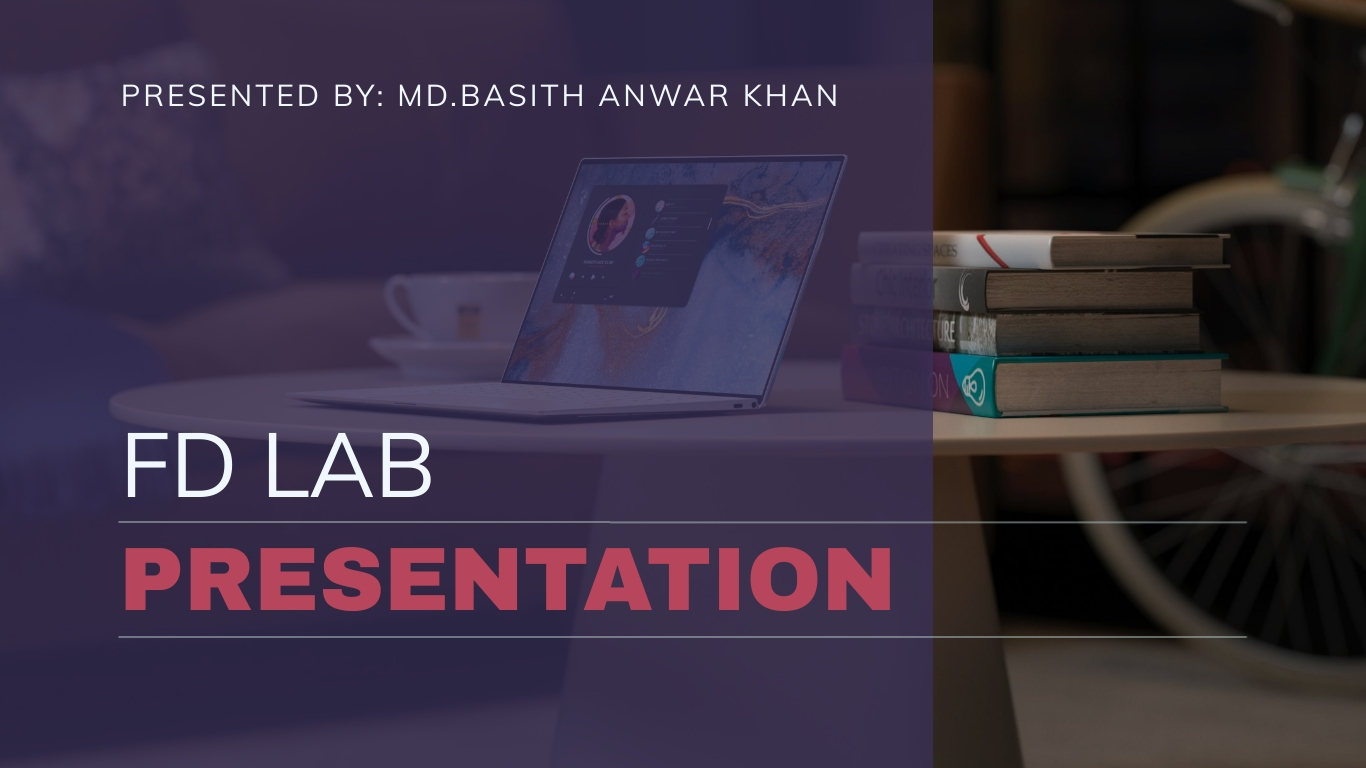 PRESENTED BY: MD.BASITH ANWAR KHAN
FD LAB
PRESENTATION